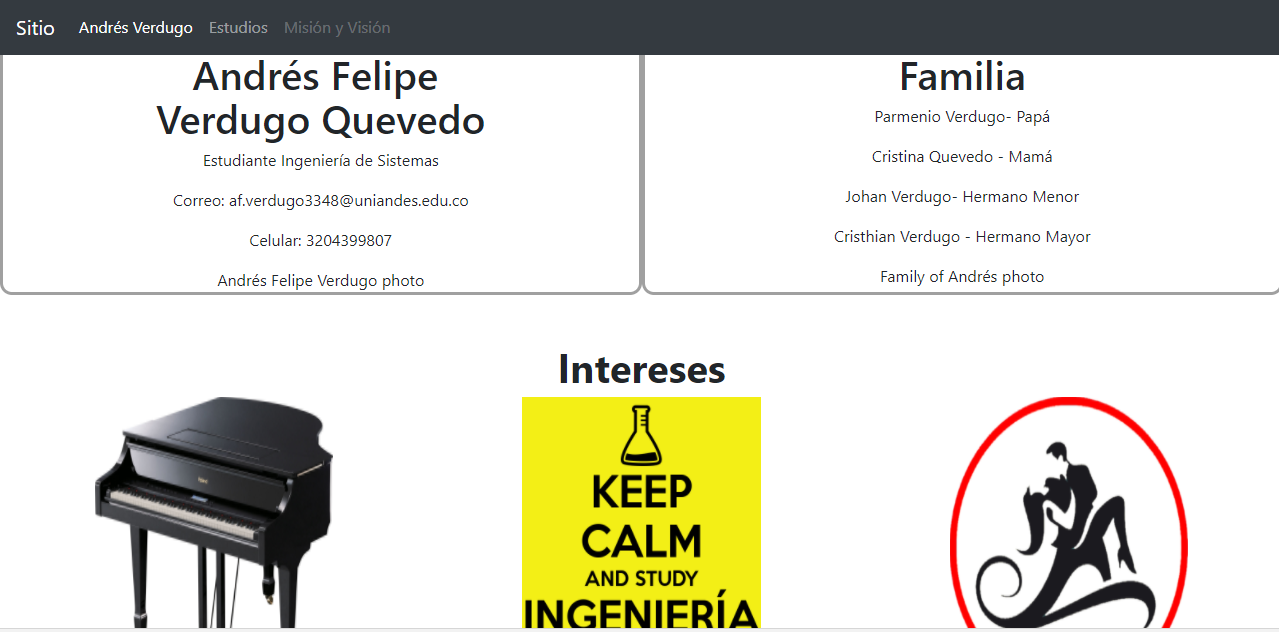 Sitio Andrés Verdugo Estudios Misión y Visión
Andrés Felipe
Verdugo Quevedo
Estudiante Ingeniería de Sistemas
Correo: af.verdugo3348@uniandes.edu.co
Celular: 3204399807
Andrés Felipe Verdugo photo
Familia
Parmenio Verdugo- Papá
Cristina Quevedo - Mamá
Johan Verdugo- Hermano Menor
Cristhian Verdugo - Hermano Mayor
Family of Andrés photo
Intereses
KEEP
CALM
AND STUDY
INGENIERÍA